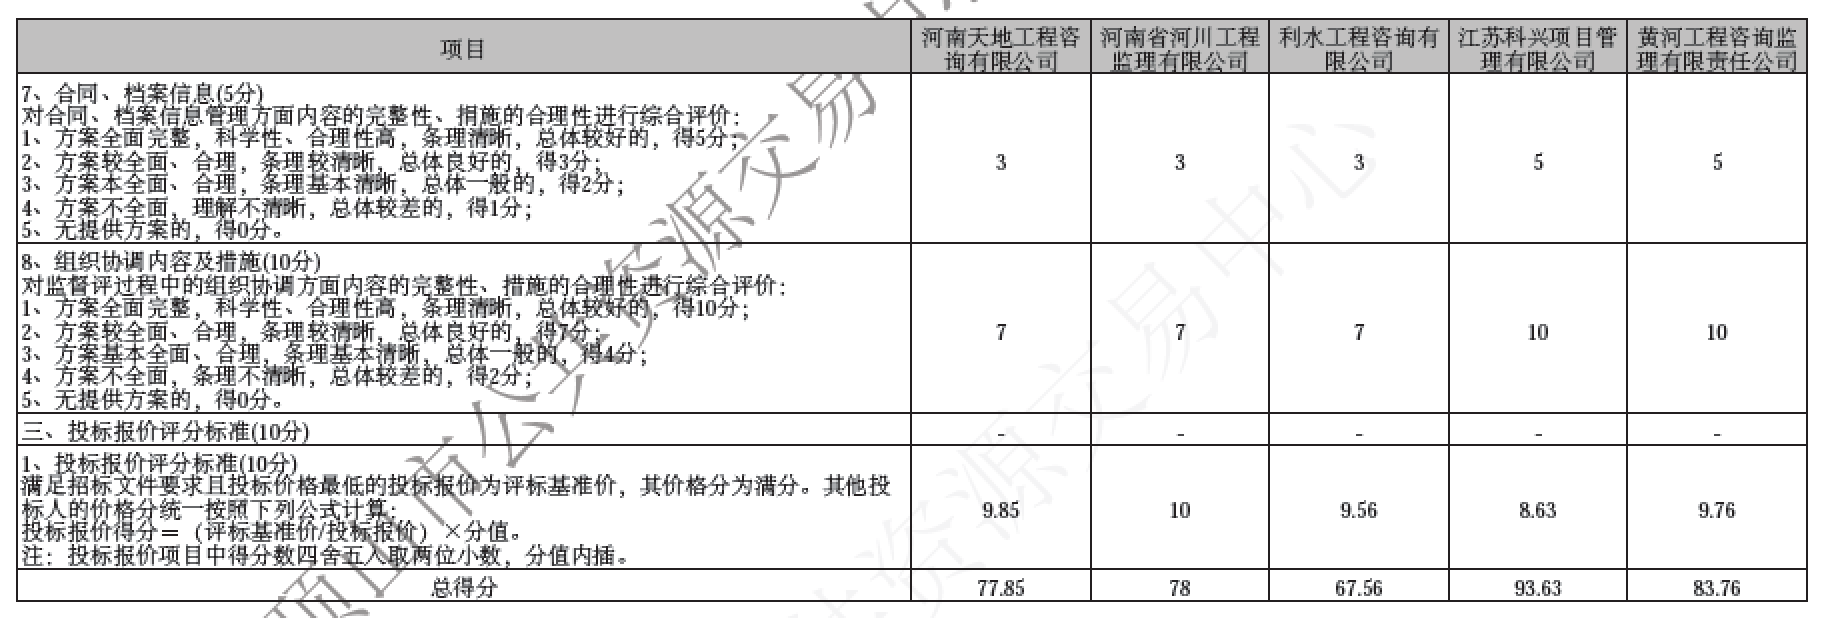 项目
河南天地工程咨
询有限公司
河南省河川工程
监理有限公司
利水工程咨询有
限公司
江苏科兴项目管
理有限公司
黄河工程咨询监
理有限责任公司
7、合同、档案信息(5分)
对合同、档案信息管理方面内容的完整性、措施的合理性进行综合评价：
1、方案全面完整，科学性、合理性高，条理清晰，总体较好的，得5分；
2、方案较全面、合理，条理较清晰，总体良好的，得3分；
3、方案本全面、合理，条理基本清晰，总体一般的，得2分；
4、方案不全面，理解不清晰，总体较差的，得1分；
5、无提供方案的，得0分。
3
3
3
5
5
8、组织协调内容及措施(10分)
对监督评过程中的组织协调方面内容的完整性、措施的合理性进行综合评价：
1、方案全面完整，科学性、合理性高，条理清晰，总体较好的，得10分；
2、方案较全面、合理，条理较清晰，总体良好的，得7分；
3、方案基本全面、合理，条理基本清晰，总体一般的，得4分；
4、方案不全面，条理不清晰，总体较差的，得2分；
5、无提供方案的，得0分。
7
7
7
10
10
三、投标报价评分标准(10分)
-
-
-
-
-
1、投标报价评分标准(10分)
满足招标文件要求且投标价格最低的投标报价为评标基准价，其价格分为满分。其他投
标人的价格分统一按照下列公式计算：
投标报价得分＝（评标基准价/投标报价）×分值。
注：投标报价项目中得分数四舍五入取两位小数，分值内插。
9.85
10
9.56
8.63
9.76
总得分
77.85
78
67.56
93.63
83.76
顶山市公共资源交易中
共资源交易中心